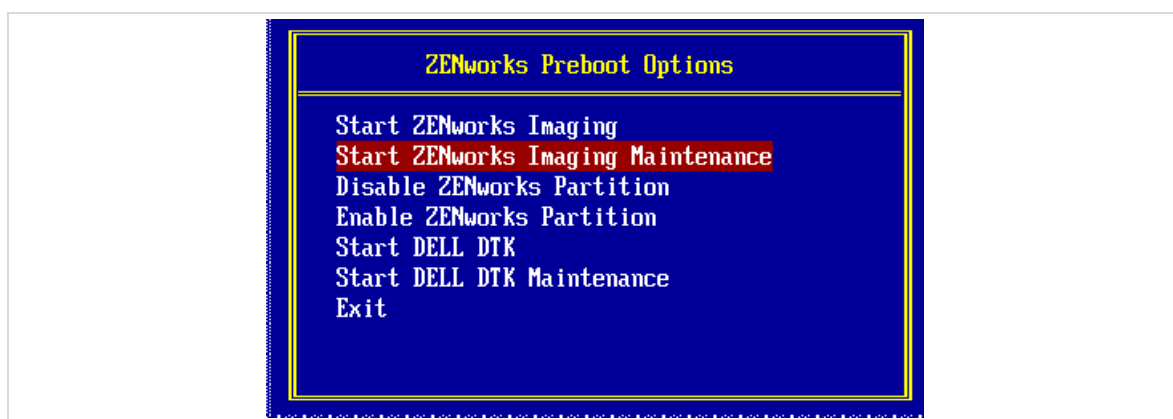 ZENworks Preboot Options
Start ZENworks Imaging
Start ZENworks Imaging Maintenance
Disable ZENworks Partition
Enable ZENworks Partition
Start DELL DTK
Start DELL DTK Maintenance
Exit